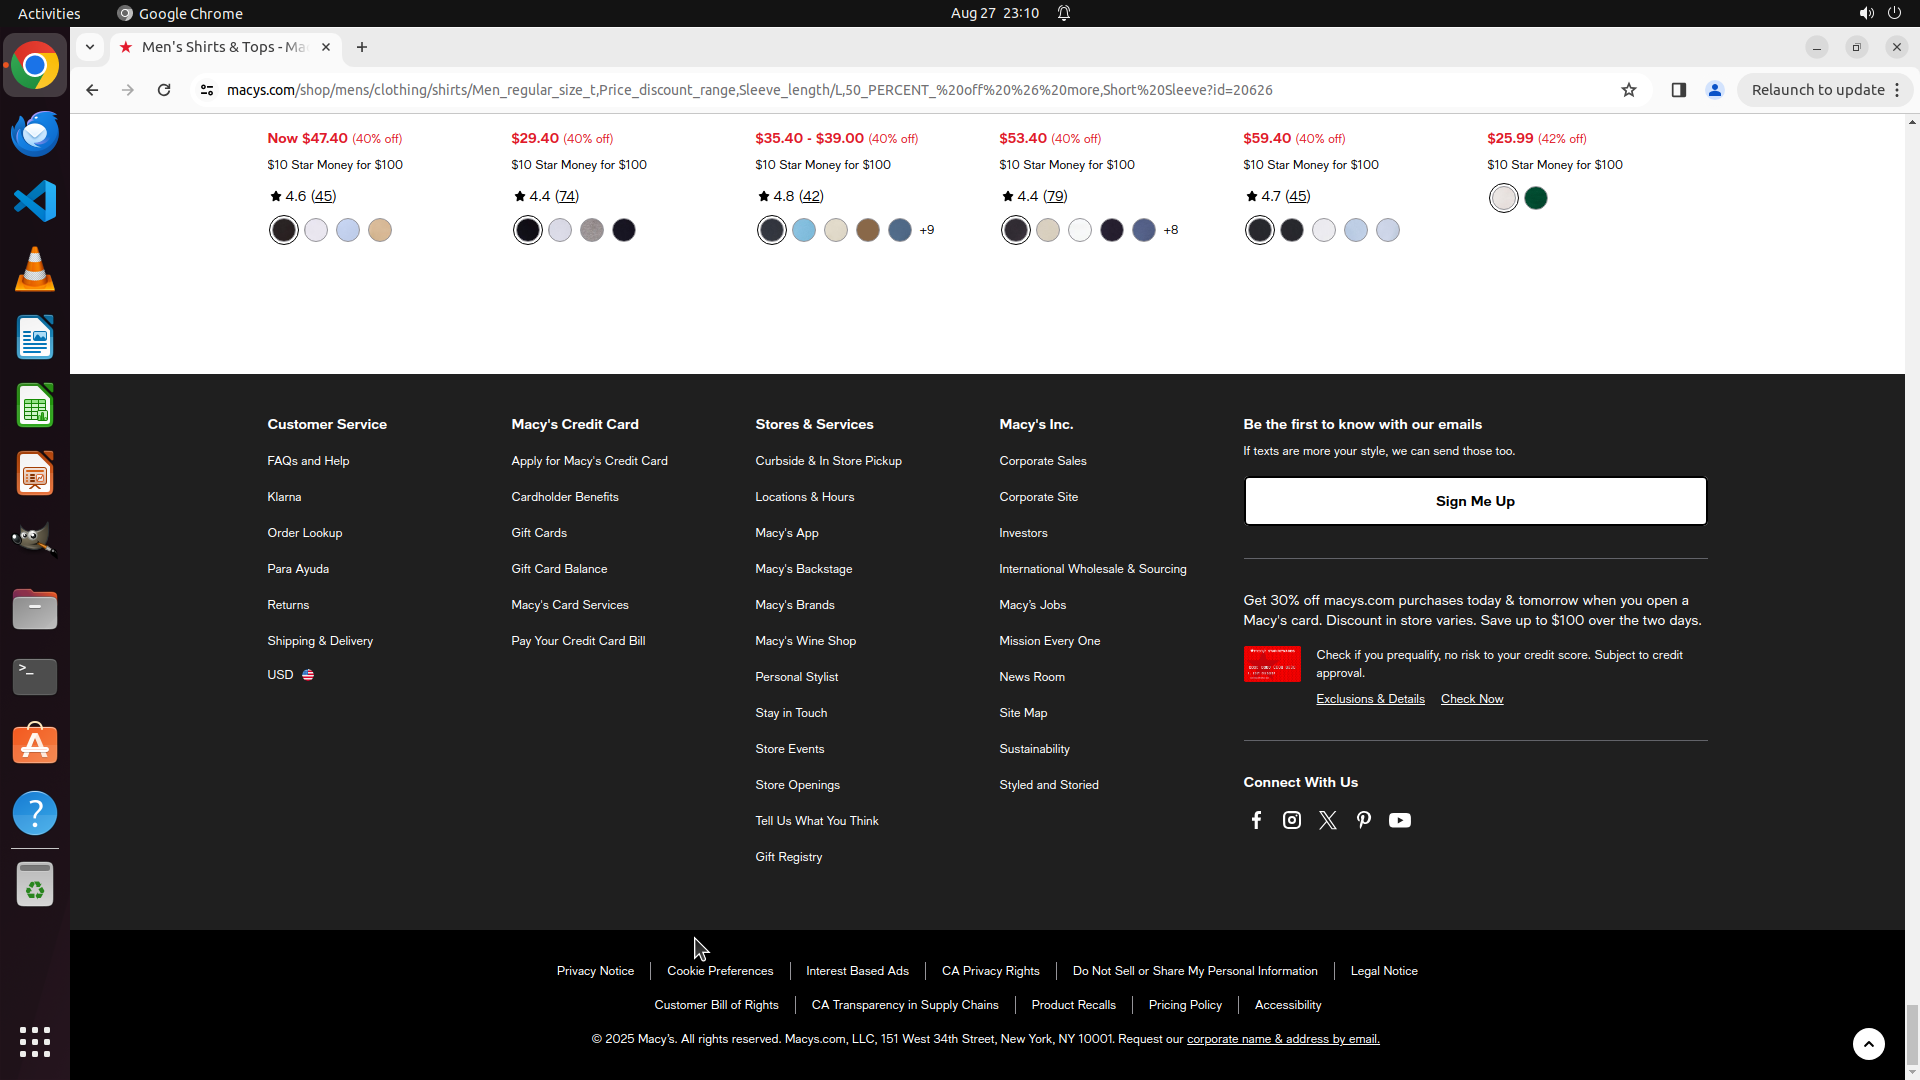 Activities Google Chrome Aug 27 23:10
Men's Shirts & Tops - Mac
macys.com/shop/mens/clothing/shirts/Men_regular_size_t,Price_discount_range,Sleeve_length/L,50_PERCENT_%20off%20%26%20more,Short%20Sleeve?id=20626 Relaunch to update
Now $47.40 (40% off) $29.40 (40% off) $35.40 - $39.00 (40% off) $53.40 (40% off) $59.40 (40% off) $25.99 (42% off)
$10 Star Money for $100 $10 Star Money for $100 $10 Star Money for $100 $10 Star Money for $100 $10 Star Money for $100 $10 Star Money for $100
4.6 (45) 4.4 (74) 4.8 (42) 4.4 (79) 4.7 (45)
+9 +8
Customer Service
FAQs and Help
Klarna
Order Lookup
Para Ayuda
Returns
Shipping & Delivery
USD
Macy's Credit Card
Apply for Macy's Credit Card
Cardholder Benefits
Gift Cards
Gift Card Balance
Macy's Card Services
Pay Your Credit Card Bill
Stores & Services
Curbside & In Store Pickup
Locations & Hours
Macy's App
Macy's Backstage
Macy's Brands
Macy's Wine Shop
Personal Stylist
Stay in Touch
Store Events
Store Openings
Tell Us What You Think
Gift Registry
Macy's Inc.
Corporate Sales
Corporate Site
Investors
International Wholesale & Sourcing
Macy's Jobs
Mission Every One
News Room
Site Map
Sustainability
Styled and Storied
Be the first to know with our emails
If texts are more your style, we can send those too.
Sign Me Up
Get 30% off macys.com purchases today & tomorrow when you open a
Macy's card. Discount in store varies. Save up to $100 over the two days.
Check if you prequalify, no risk to your credit score. Subject to credit
approval.
Exclusions & Details Check Now
Connect With Us
Privacy Notice Cookie Preferences Interest Based Ads CA Privacy Rights Do Not Sell or Share My Personal Information Legal Notice
Customer Bill of Rights CA Transparency in Supply Chains Product Recalls Pricing Policy Accessibility
© 2025 Macy's. All rights reserved. Macys.com, LLC, 151 West 34th Street, New York, NY 10001. Request our corporate name & address by email.